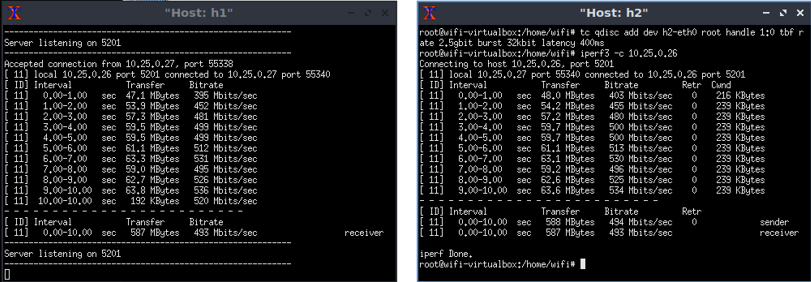 "Host: h1"
-----------------------------------------------------------
Server listening on 5201
-----------------------------------------------------------
Accepted connection from 10.25.0.27, port 55338
[ 11] local 10.25.0.26 port 5201 connected to 10.25.0.27 port 55340
[ ID] Interval           Transfer     Bitrate
[ 11]   0.00-1.00   sec  47.1 MBytes   395 Mbits/sec
[ 11]   1.00-2.00   sec  53.9 MBytes   452 Mbits/sec
[ 11]   2.00-3.00   sec  57.3 MBytes   481 Mbits/sec
[ 11]   3.00-4.00   sec  59.5 MBytes   499 Mbits/sec
[ 11]   4.00-5.00   sec  59.5 MBytes   499 Mbits/sec
[ 11]   5.00-6.00   sec  61.1 MBytes   512 Mbits/sec
[ 11]   6.00-7.00   sec  63.3 MBytes   531 Mbits/sec
[ 11]   7.00-8.00   sec  59.0 MBytes   495 Mbits/sec
[ 11]   8.00-9.00   sec  62.7 MBytes   526 Mbits/sec
[ 11]   9.00-10.00  sec  63.8 MBytes   536 Mbits/sec
[ 11]  10.00-10.00  sec   192 KBytes   520 Mbits/sec
- - - - - - - - - - - - - - - - - - - - - - - - -
[ ID] Interval           Transfer     Bitrate
[ 11]   0.00-10.00  sec   587 MBytes   493 Mbits/sec                  receiver
-----------------------------------------------------------
Server listening on 5201
-----------------------------------------------------------
"Host: h2"
root@wifi-virtualbox:/home/wifi# tc qdisc add dev h2-eth0 root handle 1:0 tbf r
ate 2.5gbit burst 32kbit latency 400ms
root@wifi-virtualbox:/home/wifi# iperf3 -c 10.25.0.26
Connecting to host 10.25.0.26, port 5201
[ 11] local 10.25.0.27 port 55340 connected to 10.25.0.26 port 5201
[ ID] Interval           Transfer     Bitrate         Retr  Cwnd
[ 11]   0.00-1.00   sec  48.0 MBytes   403 Mbits/sec    0    216 KBytes
[ 11]   1.00-2.00   sec  54.2 MBytes   455 Mbits/sec    0    239 KBytes
[ 11]   2.00-3.00   sec  57.2 MBytes   480 Mbits/sec    0    239 KBytes
[ 11]   3.00-4.00   sec  59.7 MBytes   500 Mbits/sec    0    239 KBytes
[ 11]   4.00-5.00   sec  59.7 MBytes   500 Mbits/sec    0    239 KBytes
[ 11]   5.00-6.00   sec  61.1 MBytes   513 Mbits/sec    0    239 KBytes
[ 11]   6.00-7.00   sec  63.1 MBytes   530 Mbits/sec    0    239 KBytes
[ 11]   7.00-8.00   sec  59.2 MBytes   496 Mbits/sec    0    239 KBytes
[ 11]   8.00-9.00   sec  62.6 MBytes   525 Mbits/sec    0    239 KBytes
[ 11]   9.00-10.00  sec  63.6 MBytes   534 Mbits/sec    0    239 KBytes
- - - - - - - - - - - - - - - - - - - - - - - - -
[ ID] Interval           Transfer     Bitrate         Retr
[ 11]   0.00-10.00  sec   588 MBytes   494 Mbits/sec    0             sender
[ 11]   0.00-10.00  sec   587 MBytes   493 Mbits/sec                  receiver
iperf Done.
root@wifi-virtualbox:/home/wifi#